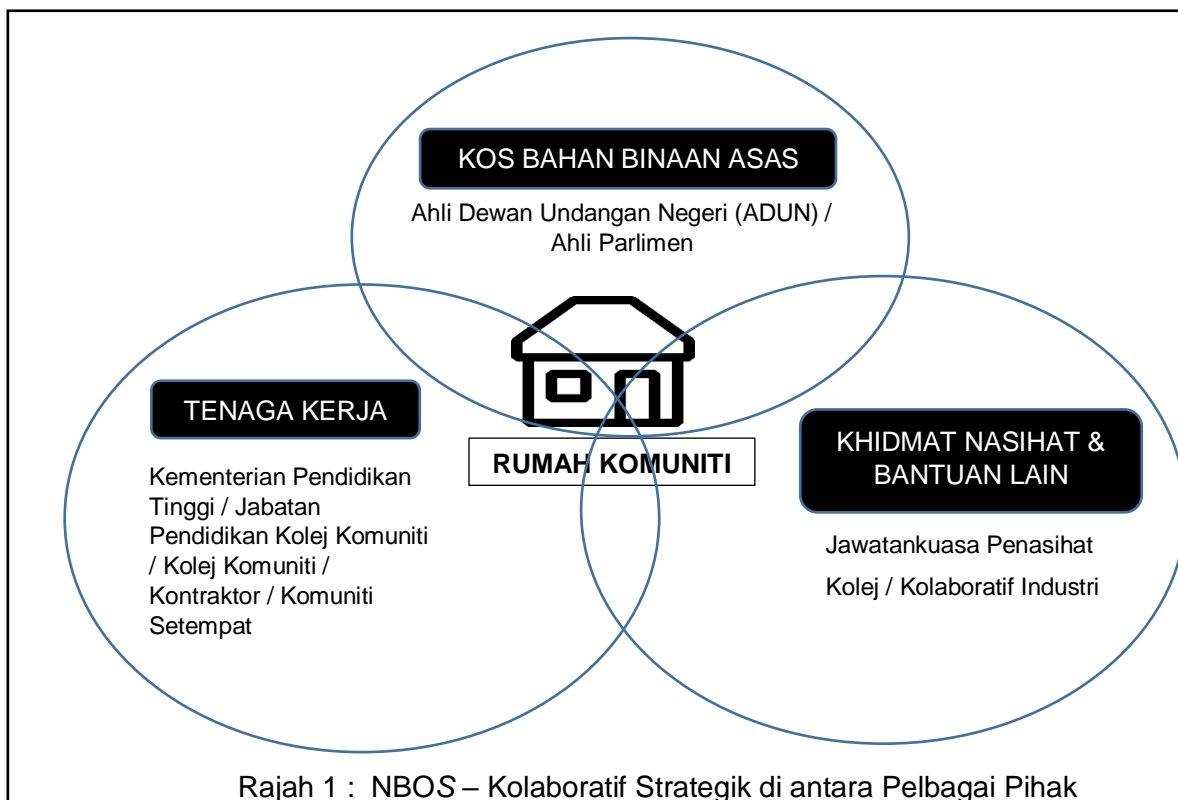 KOS BAHAN BINAAN ASAS
Ahli Dewan Undangan Negeri (ADUN) /
Ahli Parlimen
TENAGA KERJA
Kementerian Pendidikan
Tinggi / Jabatan
Pendidikan Kolej Komuniti
/ Kolej Komuniti /
Kontraktor / Komuniti
Setempat
RUMAH KOMUNITI
KHIDMAT NASIHAT &
BANTUAN LAIN
Jawatankuasa Penasihat
Kolej / Kolaboratif Industri
Rajah 1 : NBOS – Kolaboratif Strategik di antara Pelbagai Pihak